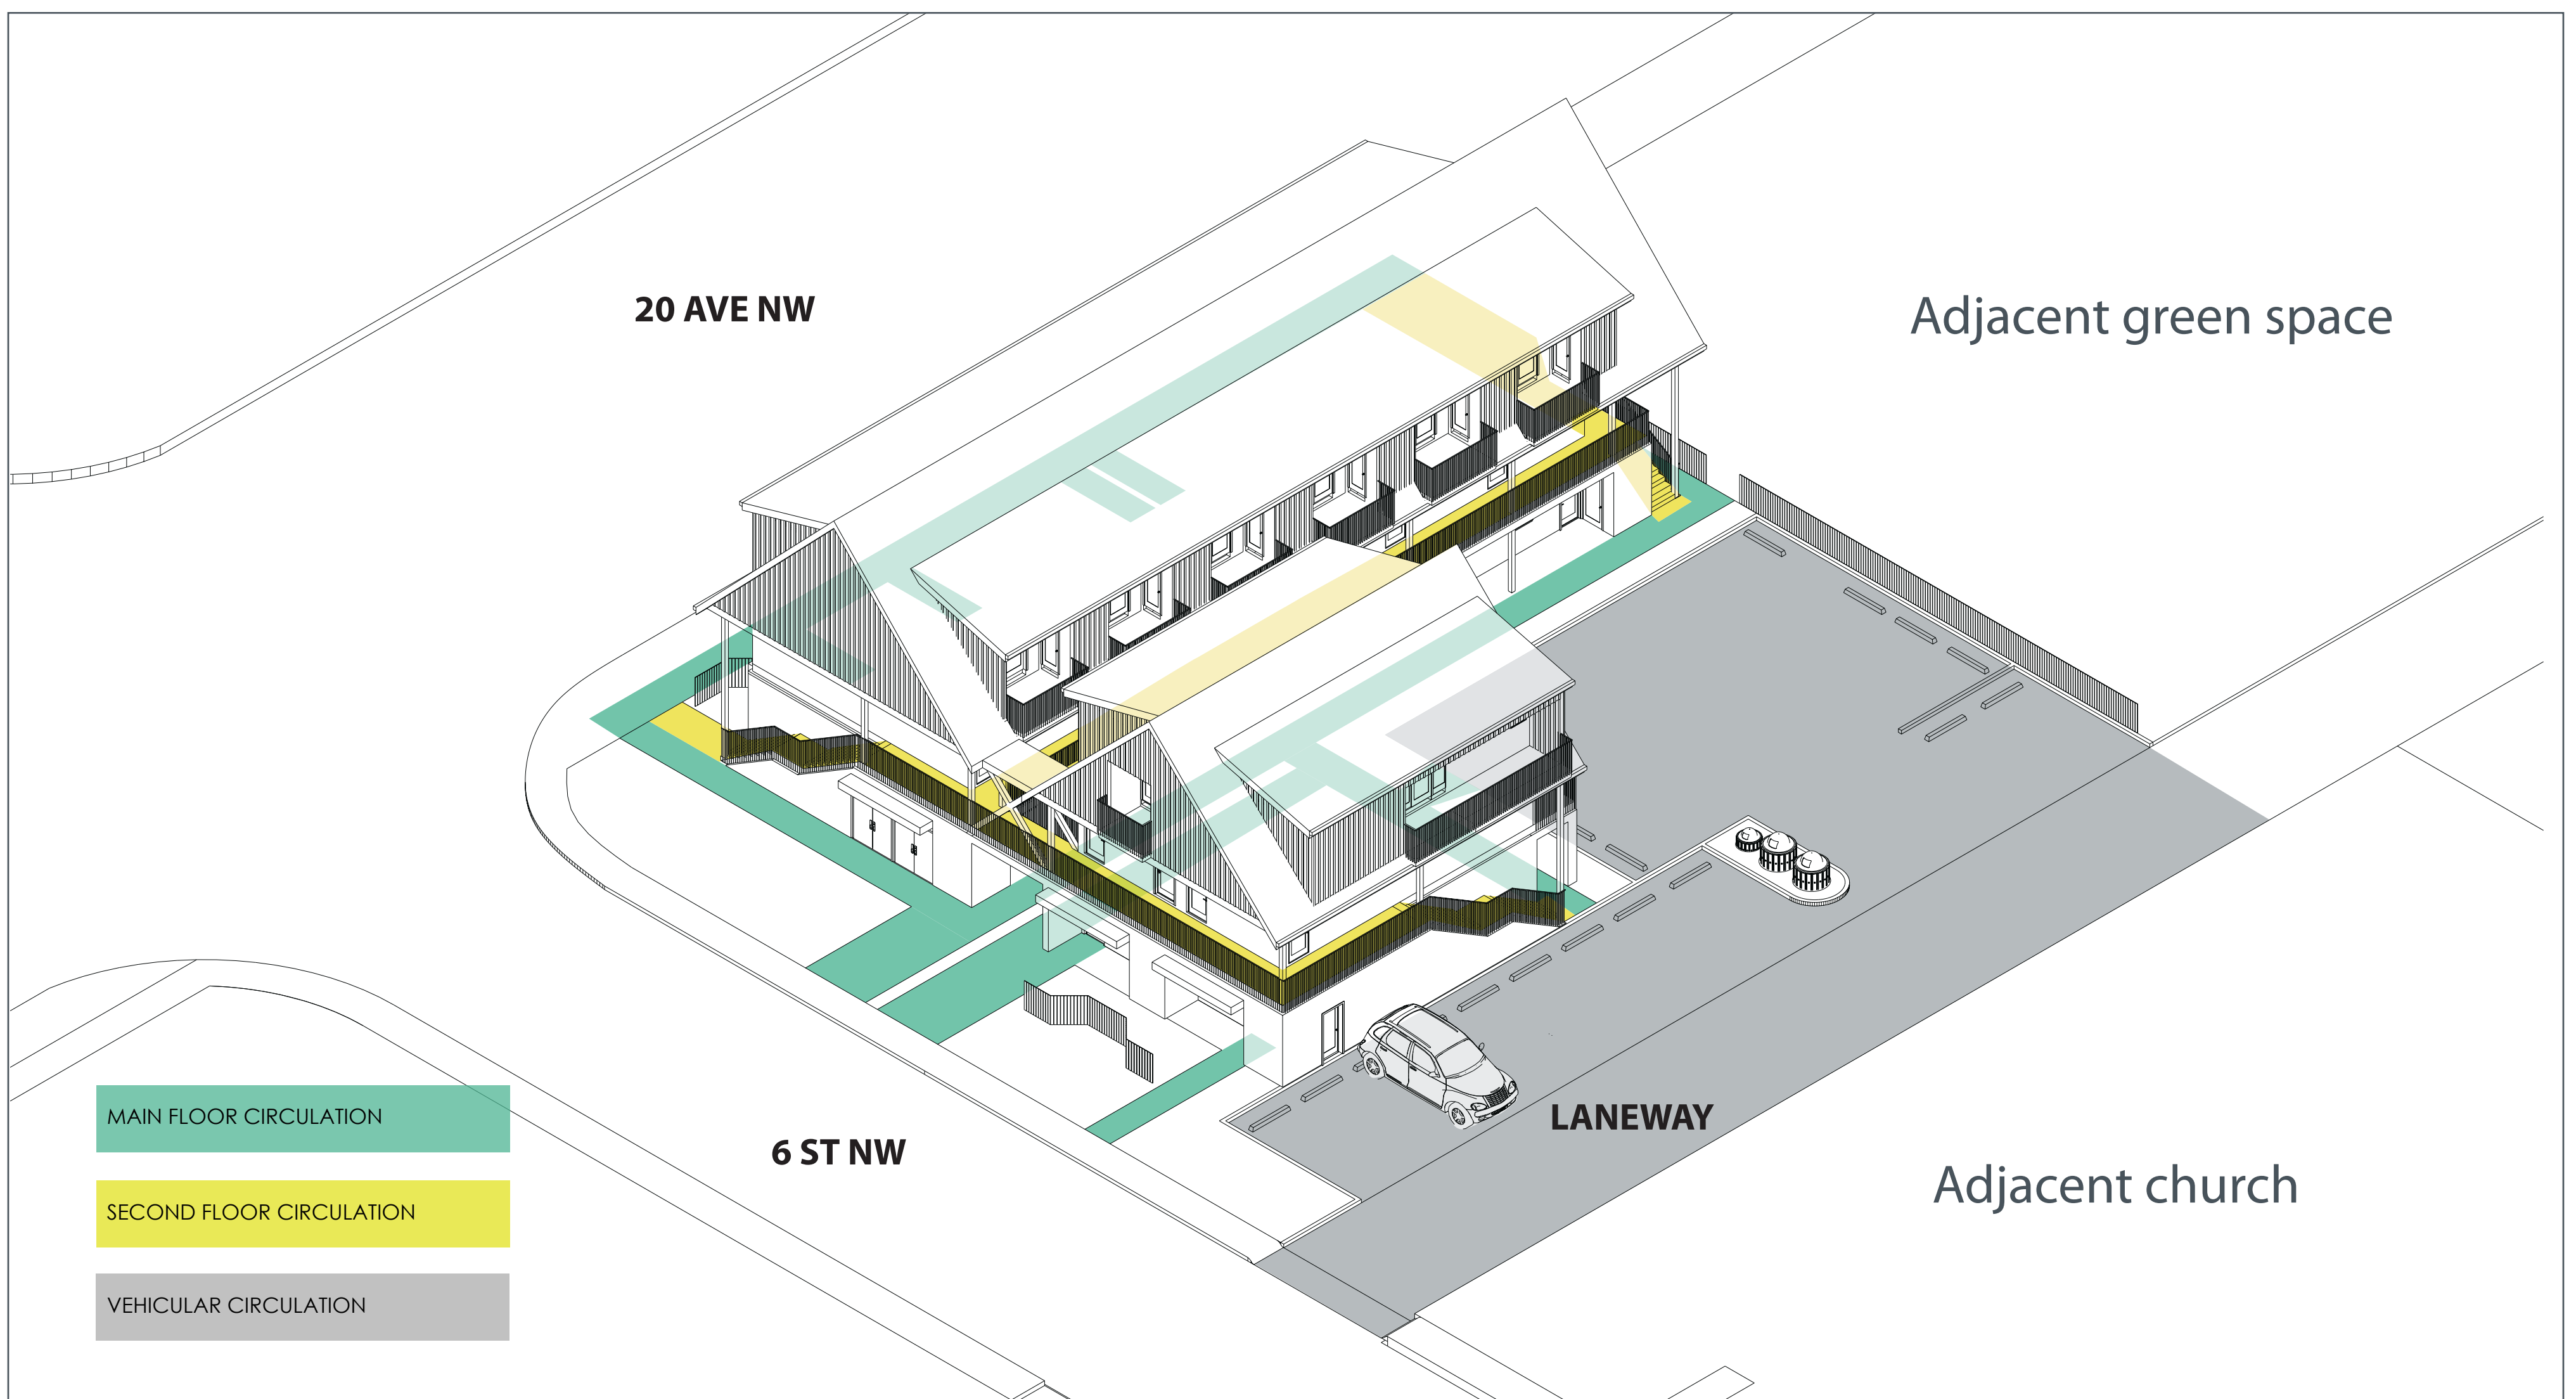 20 AVE NW
Adjacent green space
MAIN FLOOR CIRCULATION
SECOND FLOOR CIRCULATION
VEHICULAR CIRCULATION
6 ST NW
LANEWAY
Adjacent church